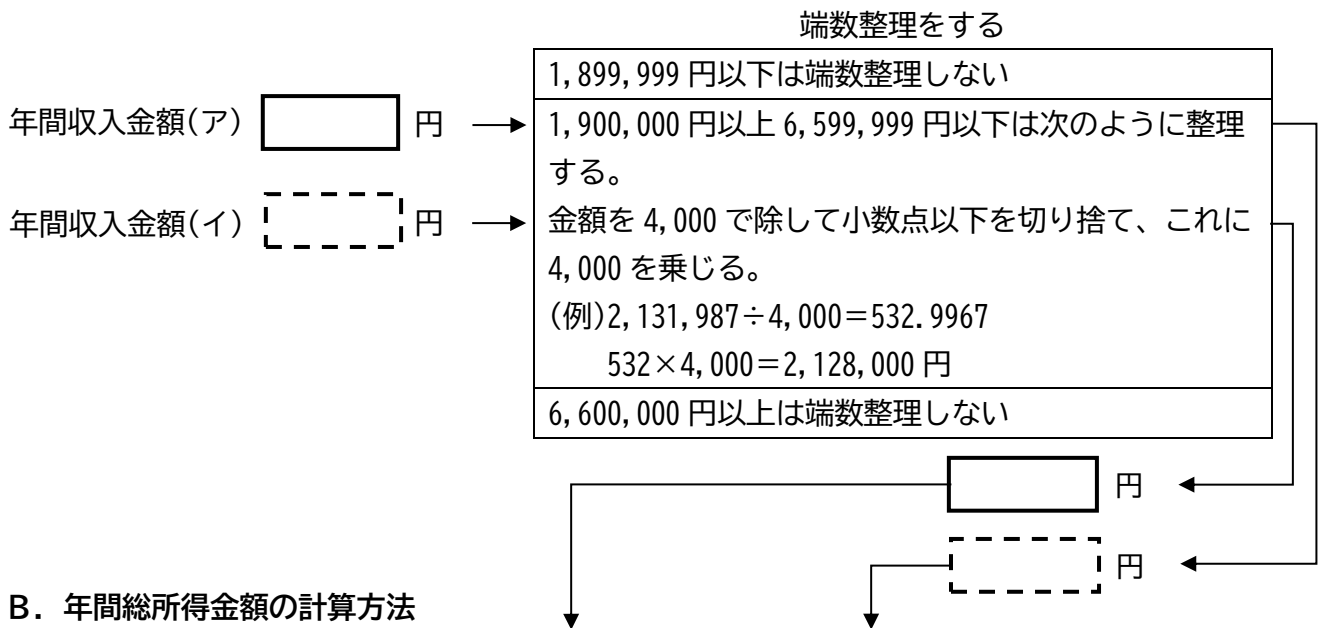 端数整理をする
1,899,999 円以下は端数整理しない
年間収入金額(ア) 円
1,900,000 円以上 6,599,999 円以下は次のように整理
する。
年間収入金額(イ) 円
金額を 4,000 で除して小数点以下を切り捨て、これに
4,000 を乗じる。
(例)2,131,987÷4,000=532.9967
532×4,000=2,128,000 円
6,600,000 円以上は端数整理しない
円
円
B. 年間総所得金額の計算方法